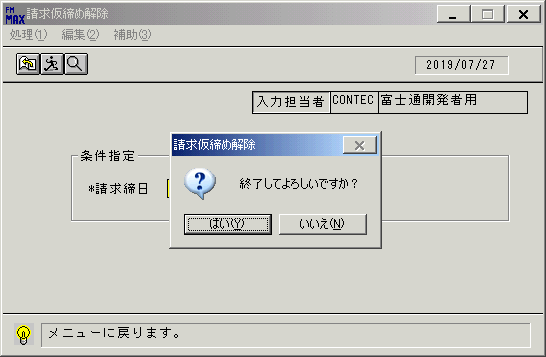 FM MAX 請求仮締め解除
処理(1) 編集(2) 補助(3)
2019/07/27
入力担当者 CONTEC 富士通開発者用
請求仮締め解除
条件指定
*請求締日
終了してよろしいですか？
はい(Y) いいえ(N)
メニューに戻ります。